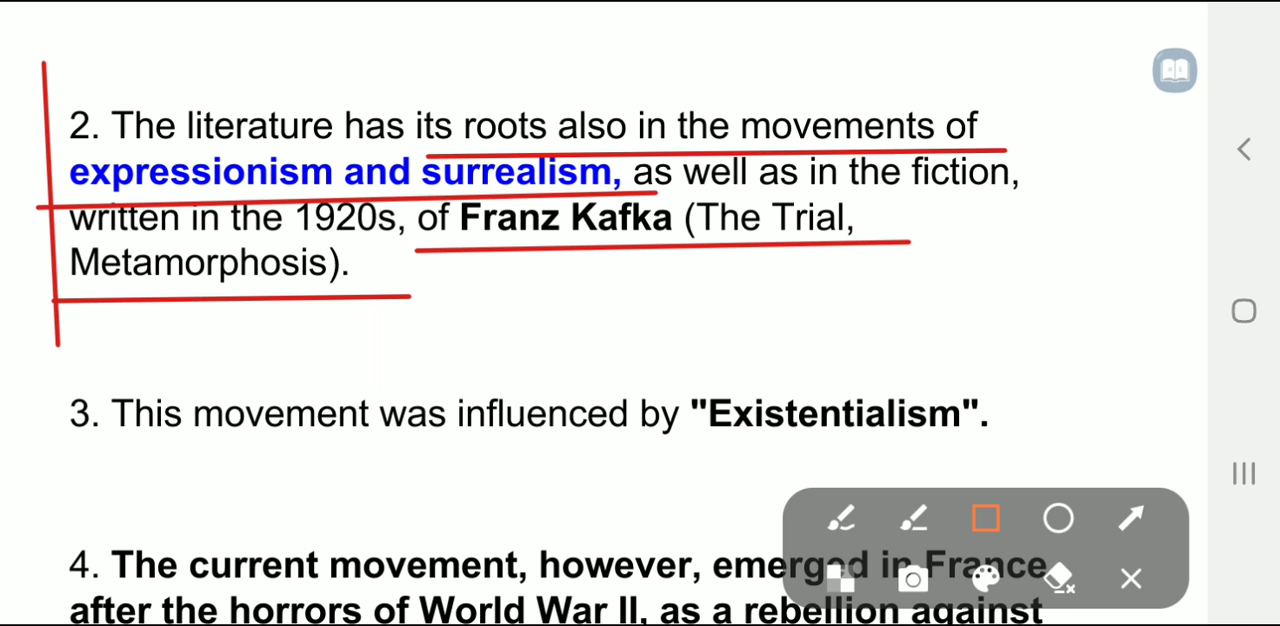 2. The literature has its roots also in the movements of
expressionism and surrealism, as well as in the fiction,
written in the 1920s, of Franz Kafka (The Trial,
Metamorphosis).
3. This movement was influenced by "Existentialism".
4. The current movement, however, emerged in France
after the horrors of World War II, as a rebellion against